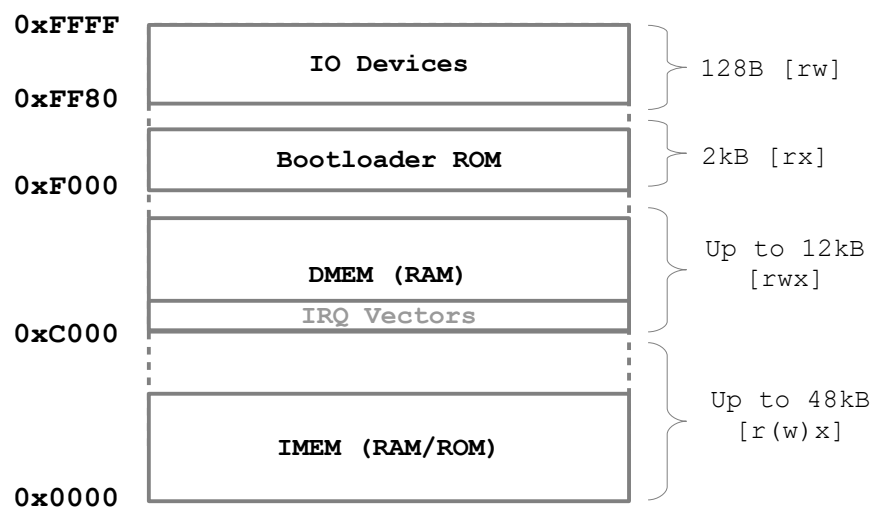 0xFFFF
IO Devices
128B [rw]
0xFF80
Bootloader ROM
2kB [rx]
0xF000
Up to 12kB
[rwx]
DMEM (RAM)
IRQ Vectors
0xC000
Up to 48kB
[r(w)x]
IMEM (RAM/ROM)
0x0000